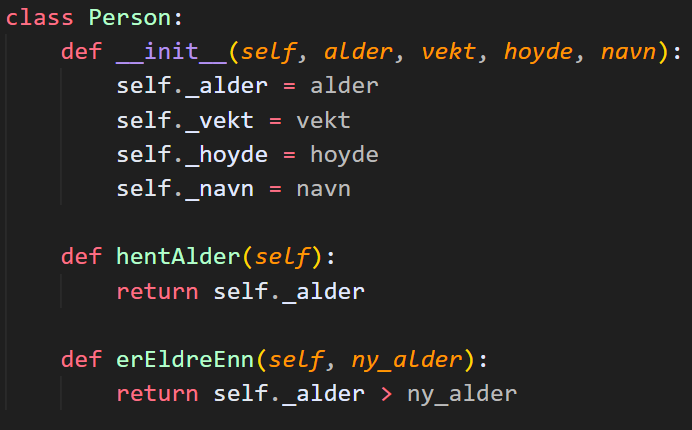 class Person:
    def __init__(self, alder, vekt, hoyde, navn):
        self._alder = alder
        self._vekt = vekt
        self._hoyde = hoyde
        self._navn = navn

    def hentAlder(self):
        return self._alder

    def erEldreEnn(self, ny_alder):
        return self._alder > ny_alder